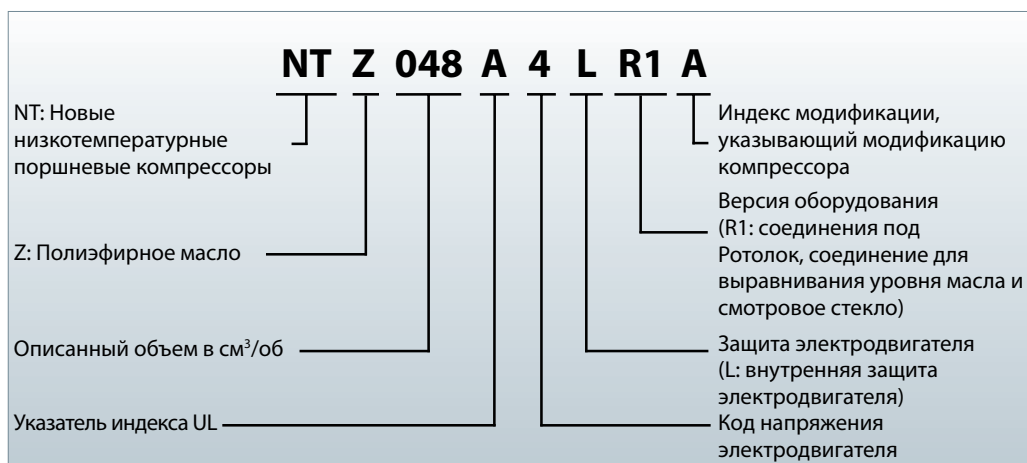 NT Z 048 A 4 L R1 A
NT: Новые
низкотемпературные
поршневые компрессоры
Z: Полиэфирное масло
Описанный объем в см³/об
Указатель индекса UL
Индекс модификации,
указывающий модификацию
компрессора
Версия оборудования
(R1: соединения под
Ротолок, соединение для
выравнивания уровня масла и
смотровое стекло)
Защита электродвигателя
(L: внутренняя защита
электродвигателя)
Код напряжения
электродвигателя